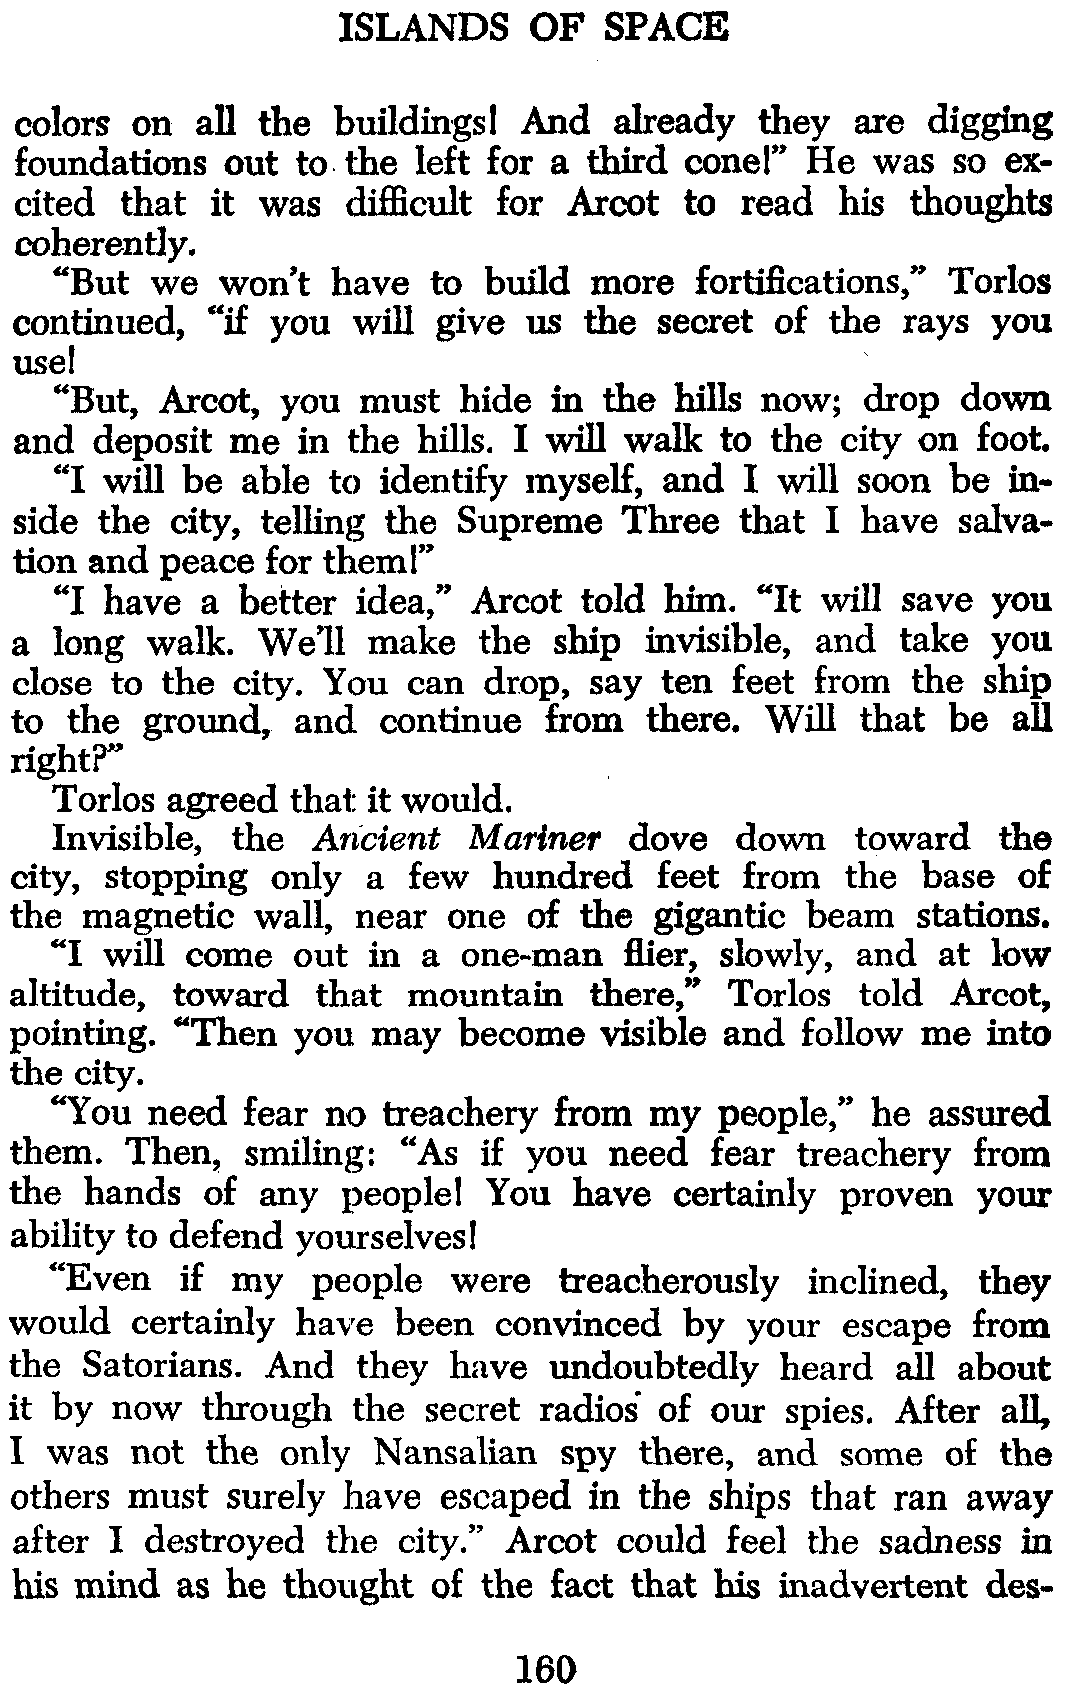 ISLANDS OF SPACE
colors on all the buildings! And already they are digging
foundations out to the left for a third cone!” He was so ex-
cited that it was difficult for Arcot to read his thoughts
coherently.
“But we won't have to build more fortifications,” Torlos
continued, “if you will give us the secret of the rays you
use!
“But, Arcot, you must hide in the hills now; drop down
and deposit me in the hills. I will walk to the city on foot.
“I will be able to identify myself, and I will soon be in-
side the city, telling the Supreme Three that I have salva-
tion and peace for them!”
“I have a better idea,” Arcot told him. “It will save you
a long walk. We'll make the ship invisible, and take you
close to the city. You can drop, say ten feet from the ship
to the ground, and continue from there. Will that be all
right?”
Torlos agreed that it would.
Invisible, the Ancient Mariner dove down toward the
city, stopping only a few hundred feet from the base of
the magnetic wall, near one of the gigantic beam stations.
“I will come out in a one-man flier, slowly, and at low
altitude, toward that mountain there,” Torlos told Arcot,
pointing. “Then you may become visible and follow me into
the city.
“You need fear no treachery from my people,” he assured
them. Then, smiling: “As if you need fear treachery from
the hands of any people! You have certainly proven your
ability to defend yourselves!
“Even if my people were treacherously inclined, they
would certainly have been convinced by your escape from
the Satorians. And they have undoubtedly heard all about
it by now through the secret radios of our spies. After all,
I was not the only Nansalian spy there, and some of the
others must surely have escaped in the ships that ran away
after I destroyed the city.” Arcot could feel the sadness in
his mind as he thought of the fact that his inadvertent des-
160